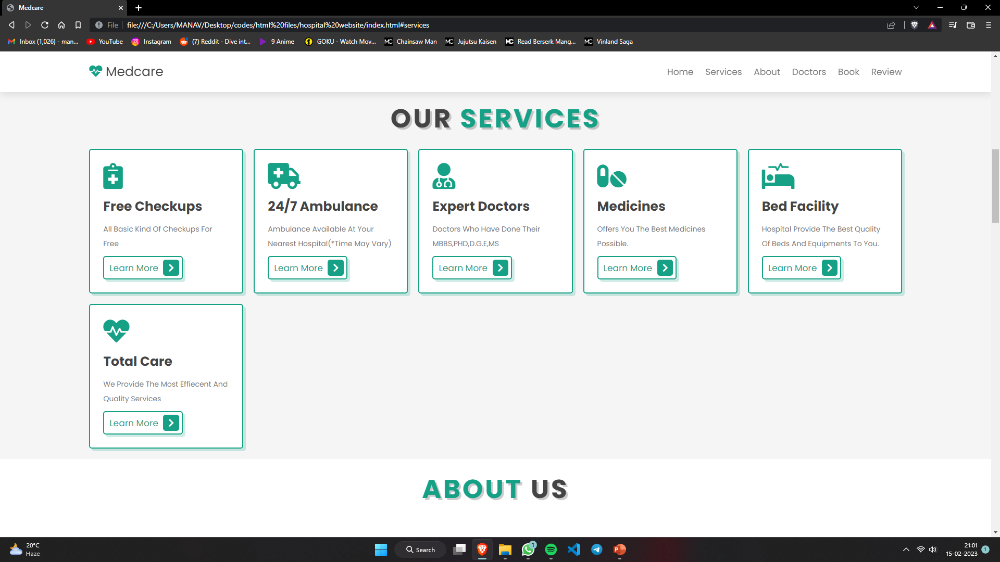 Medcare
File
file:///C:/Users/MANAV/Desktop/codes/html%20files/hospital%20website/index.html#services
Inbox (1,026) - man...
YouTube
Instagram
(7) Reddit - Dive int...
9 Anime
GOKU - Watch Mov...
MC Chainsaw Man
MC Jujutsu Kaisen
MC Read Berserk Mang...
MC Vinland Saga
Medcare
Home
Services
About
Doctors
Book
Review
OUR SERVICES
Free Checkups
All Basic Kind Of Checkups For
Free
Learn More
24/7 Ambulance
Ambulance Available At Your
Nearest Hospital(*Time May Vary)
Learn More
Expert Doctors
Doctors Who Have Done Their
MBBS,PHD,D.G.E,MS
Learn More
Medicines
Offers You The Best Medicines
Possible.
Learn More
Bed Facility
Hospital Provide The Best Quality
Of Beds And Equipments To You.
Learn More
Total Care
We Provide The Most Effiecent And
Quality Services
Learn More
ABOUT US
20°C
Haze
Search
1
P
21:01
15-02-2023
1